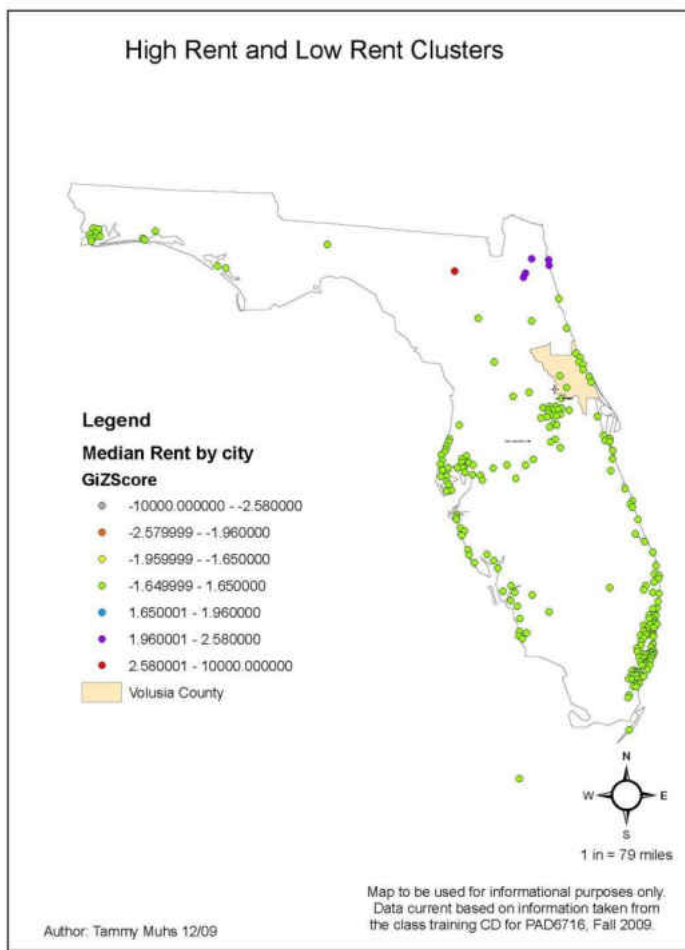 High Rent and Low Rent Clusters
Legend
Median Rent by city
GiZScore
-10000.000000 - -2.580000
-2.579999 - -1.960000
-1.959999 - -1.650000
-1.649999 - 1.650000
1.650001 - 1.960000
1.960001 - 2.580000
2.580001 - 10000.000000
Volusia County
N
W
E
S
1 in = 79 miles
Map to be used for informational purposes only.
Data current based on information taken from
the class training CD for PAD6716, Fall 2009.
Author: Tammy Muhs 12/09